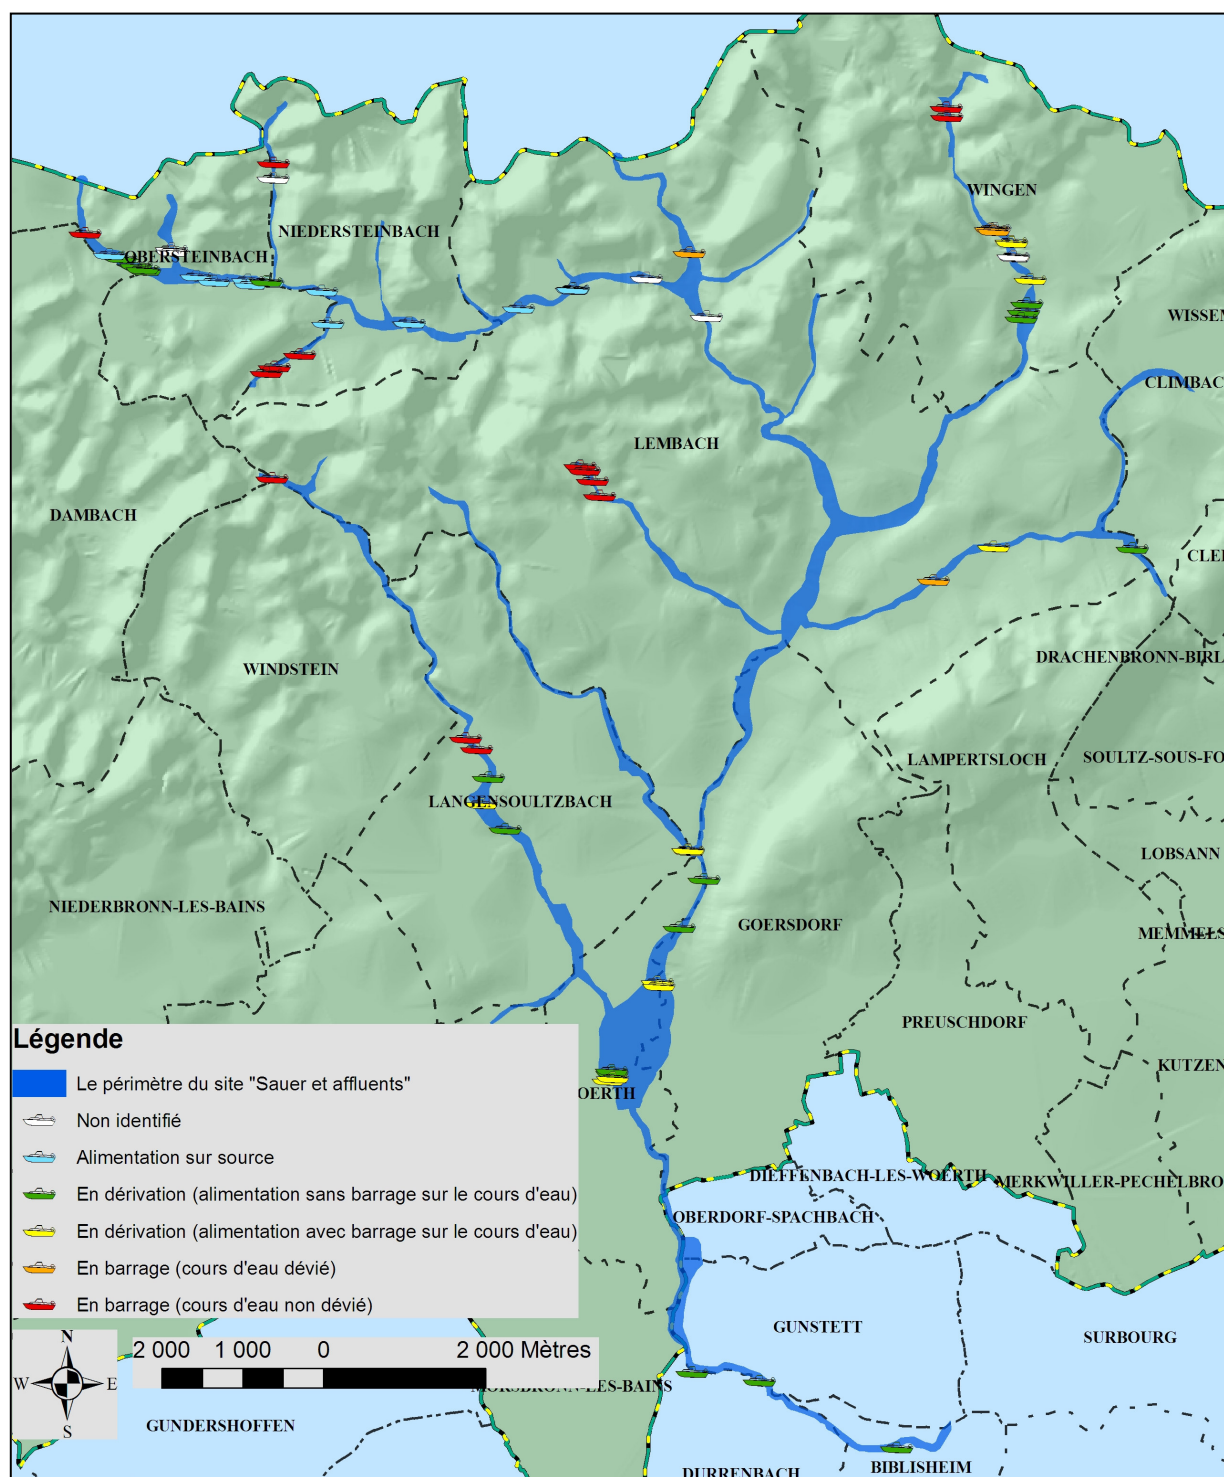 WINGEN
NIEDERSTEINBACH
OBERSTEINBACH
WISSEM
CLIMBAC
LEMBACH
DAMBACH
CLE
WINDSTEIN
DRACHENBRONN-BIRL
LAMPERTSLOCH
SOULTZ-SOUS-FO
LANGENSOULTZBACH
LOBSANN
NIEDERBRONN-LES-BAINS
GOERSDORF
MEMMELS
PREUSCHDORF
KUTZEN
OERTH
Légende
Le périmètre du site "Sauer et affluents"
Non identifié
Alimentation sur source
En dérivation (alimentation sans barrage sur le cours d'eau)
En dérivation (alimentation avec barrage sur le cours d'eau)
En barrage (cours d'eau dévié)
En barrage (cours d'eau non dévié)
DIEFFENBACH-LES-WOERTH
MERKWILLER-PECHELBRO
OBERDORF-SPACHBACH
GUNSTETT
SURBOURG
N
W E
S
2 000 1 000 0 2 000 Mètres
MORSBRONN-LES-BAINS
GUNDERSHOFFEN
DURRENBACH
BIBLISHEIM